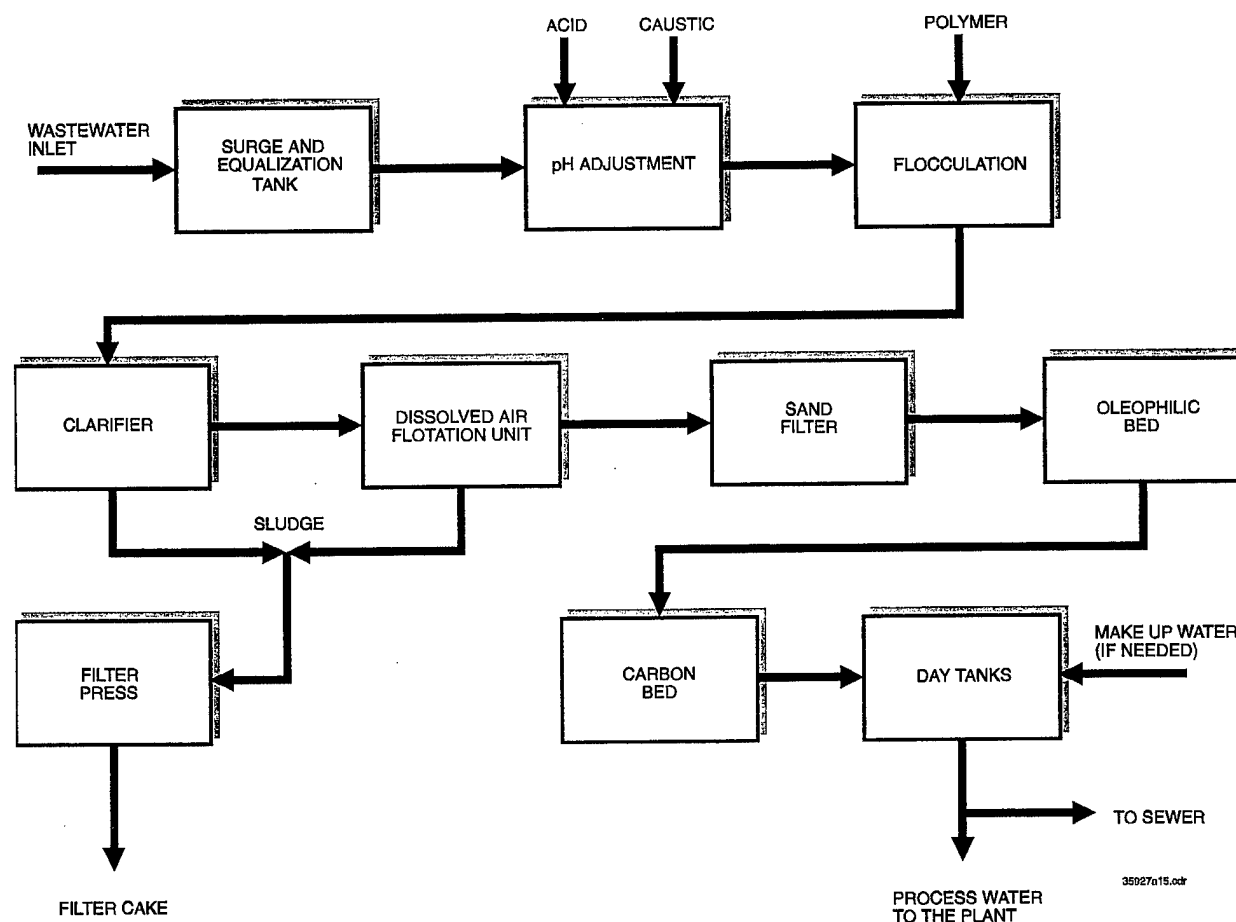 ACID
CAUSTIC
POLYMER
WASTEWATER
INLET
SURGE AND
EQUALIZATION
TANK
pH ADJUSTMENT
FLOCCULATION
CLARIFIER
DISSOLVED AIR
FLOTATION UNIT
SAND
FILTER
OLEOPHILIC
BED
SLUDGE
FILTER
PRESS
CARBON
BED
DAY TANKS
MAKE UP WATER
(IF NEEDED)
TO SEWER
FILTER CAKE
PROCESS WATER
TO THE PLANT
35927a15.cdr